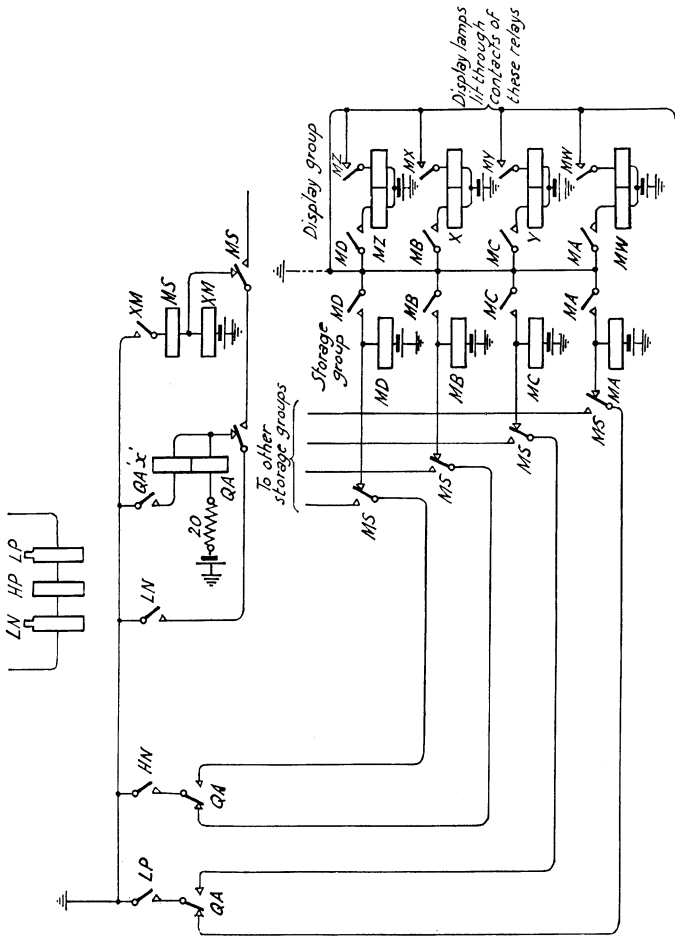 LN HP LP
LP
HN
LN
QA 'x'
XM
MS
XM
20
QA
QA
QA
MS
To other
storage groups
Storage
group
Display group
MS
MD
MD
MD
MZ
MZ
MS
MB
MB
MB
X
MX
MS
MC
MC
MC
Y
MY
MS
MA
MA
MA
MW
MW
Display lamps
lit through
contacts of
these relays